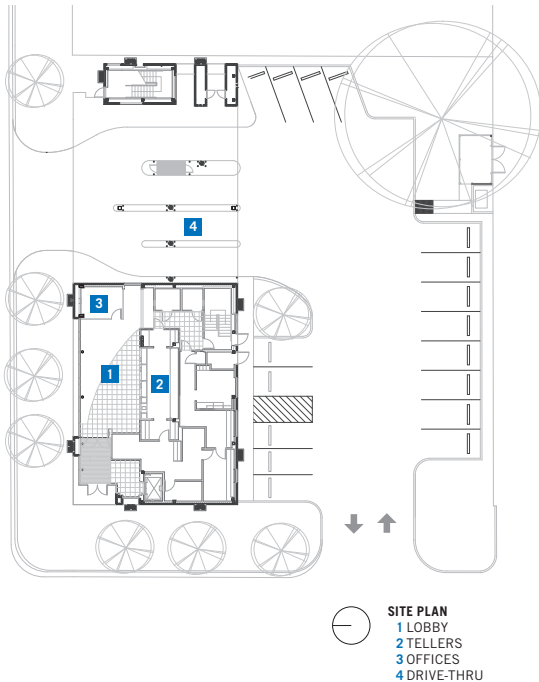 4
3
1
2
SITE PLAN
1 LOBBY
2 TELLERS
3 OFFICES
4 DRIVE-THRU